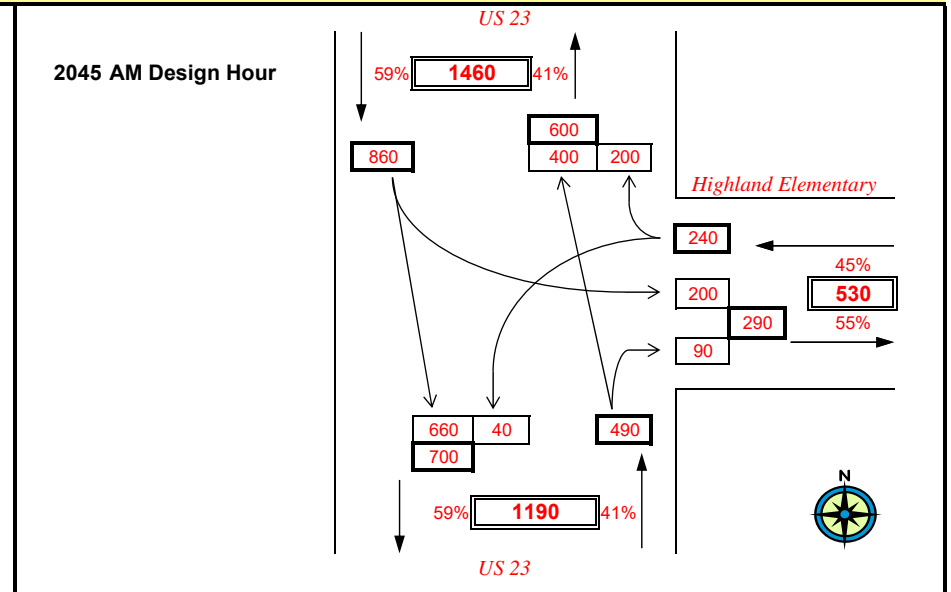 US 23
2045 AM Design Hour
59% 1460 41%
600
860 400 200
Highland Elementary
240
45%
200 530
290 55%
90
660 40 490
700
N
59% 1190 41%
US 23